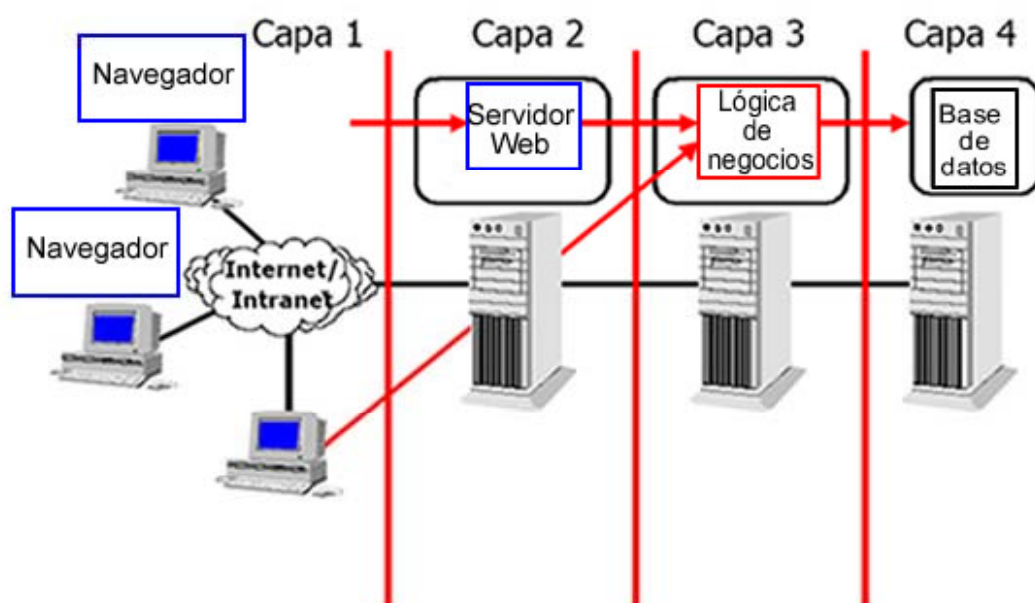 Capa 1
Capa 2
Capa 3
Capa 4
Navegador
Servidor
Web
Lógica
de
negocios
Base
de
datos
Navegador
Internet/
Intranet